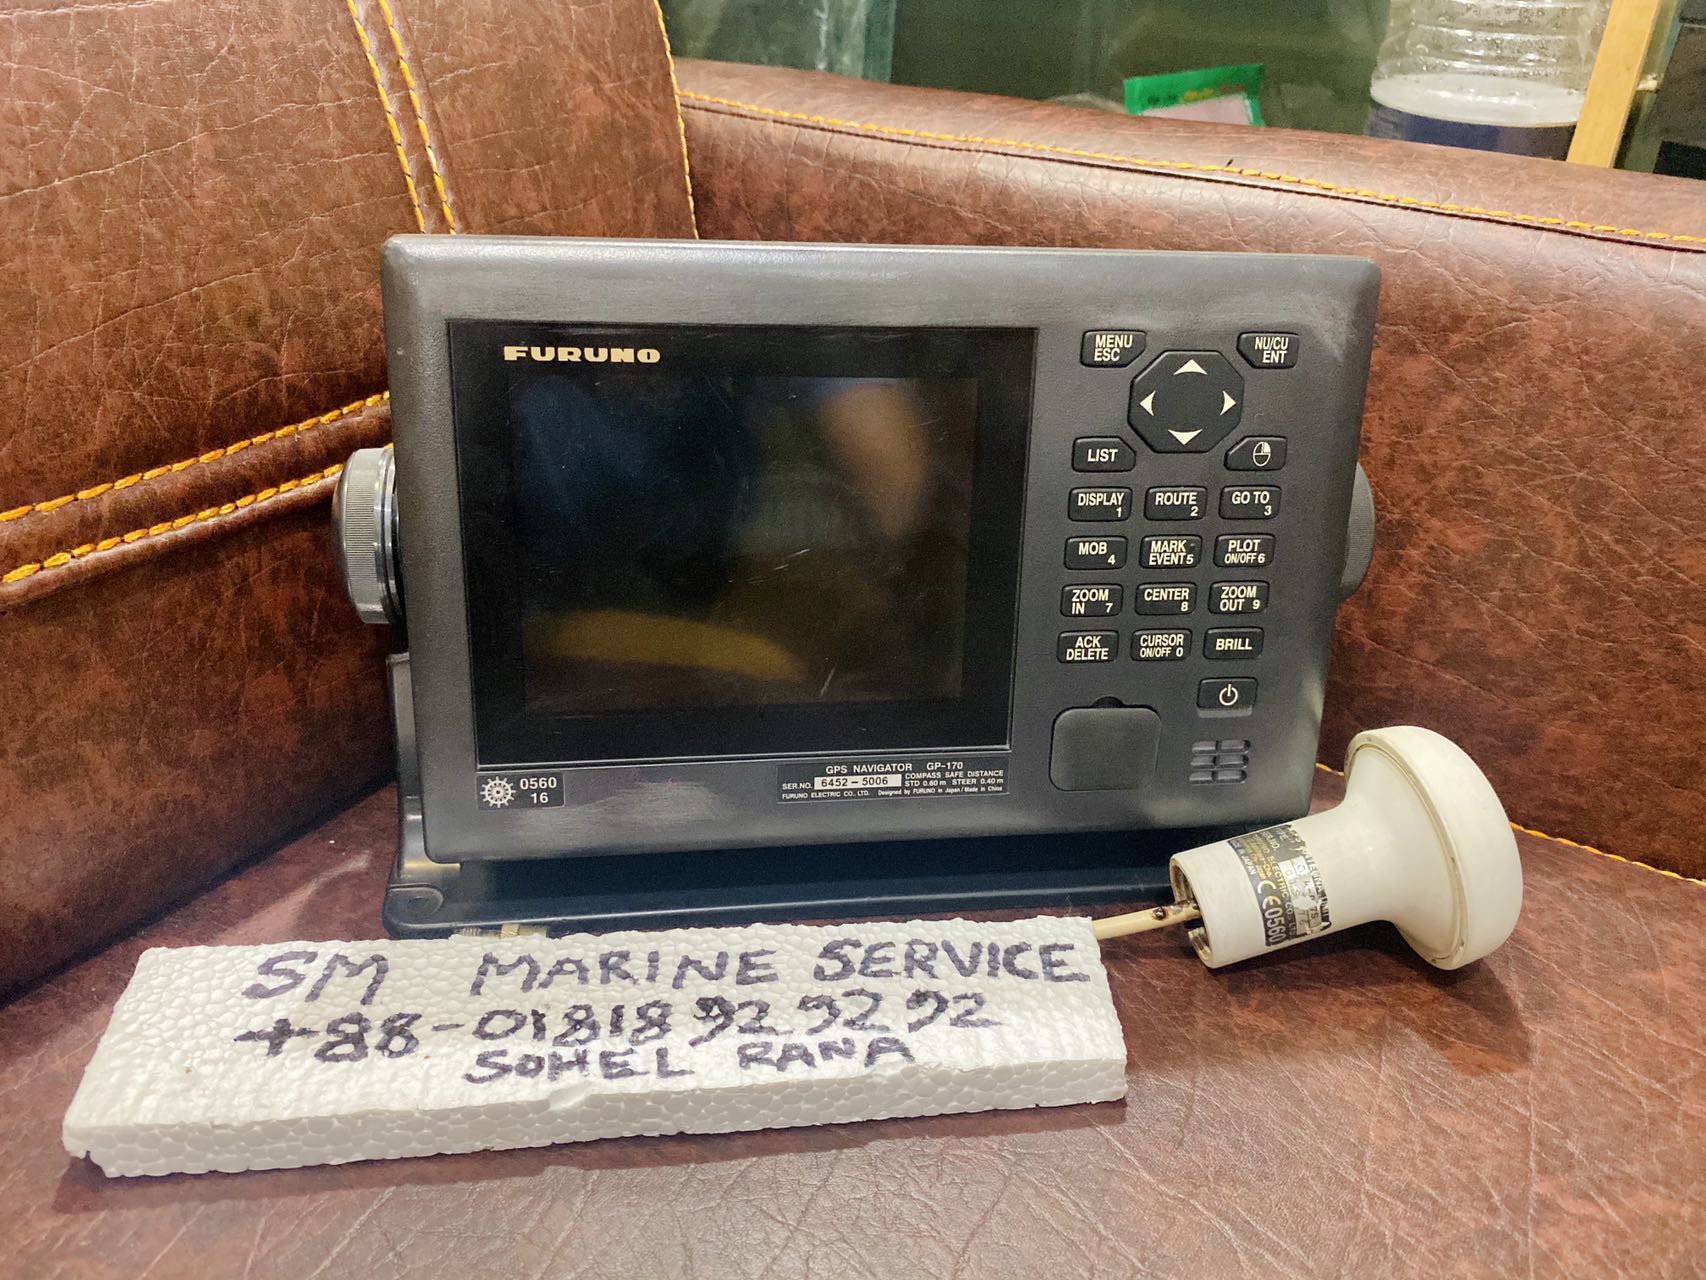 FURUNO
MENU
ESC
NU/CU
ENT
LIST
DISPLAY
1
ROUTE
2
GO TO
3
MOB
4
MARK
EVENT5
PLOT
ON/OFF 6
ZOOM
IN 7
CENTER
8
ZOOM
OUT 9
ACK
DELETE
CURSOR
ON/OFF 0
BRILL
0560
16
GPS NAVIGATOR GP-170
SER.NO. 6452-5006 COMPASS SAFE DISTANCE
STD 0.60 m STEER 0.40 m
FURUNO ELECTRIC CO., LTD. Designed by FURUNO in Japan / Made in China
CE0560
SM MARINE SERVICE
+88-01818 92 92 92
SOHEL RANA